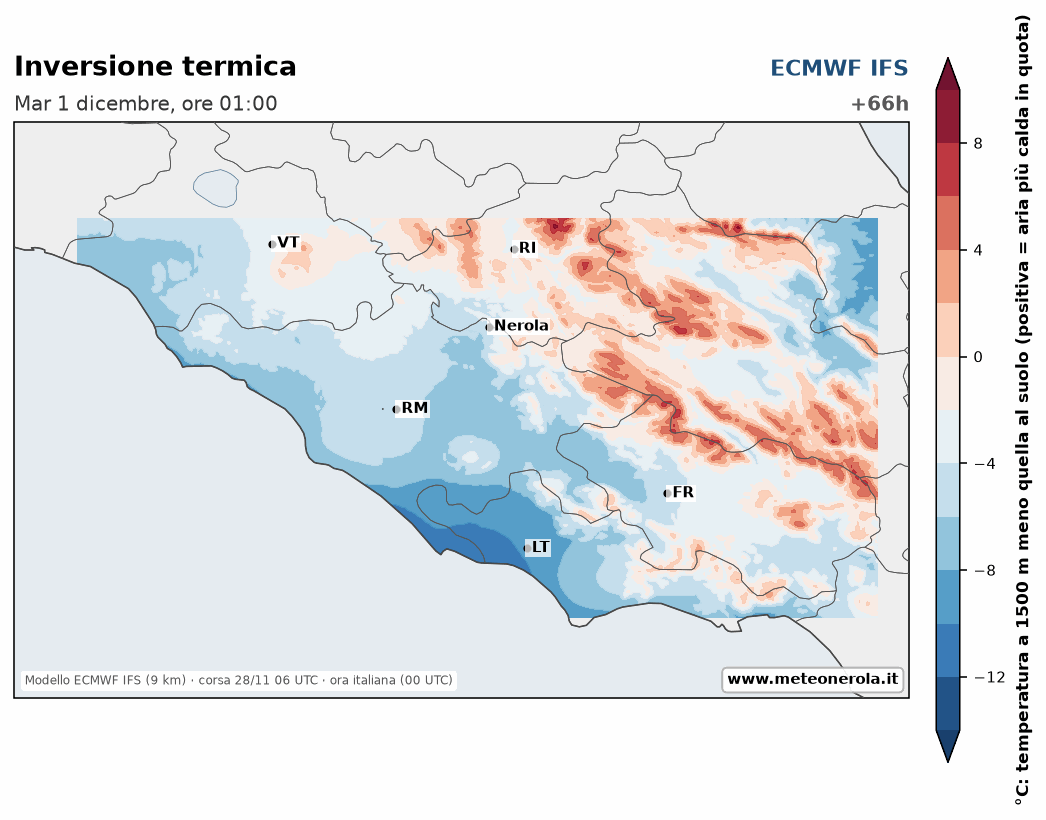 Inversione termica
ECMWF IFS
Mar 1 dicembre, ore 01:00
+66h
VT
RI
Nerola
RM
FR
LT
8
4
0
−4
−8
−12
°C: temperatura a 1500 m meno quella al suolo (positiva = aria più calda in quota)
Modello ECMWF IFS (9 km) · corsa 28/11 06 UTC · ora italiana (00 UTC)
www.meteonerola.it